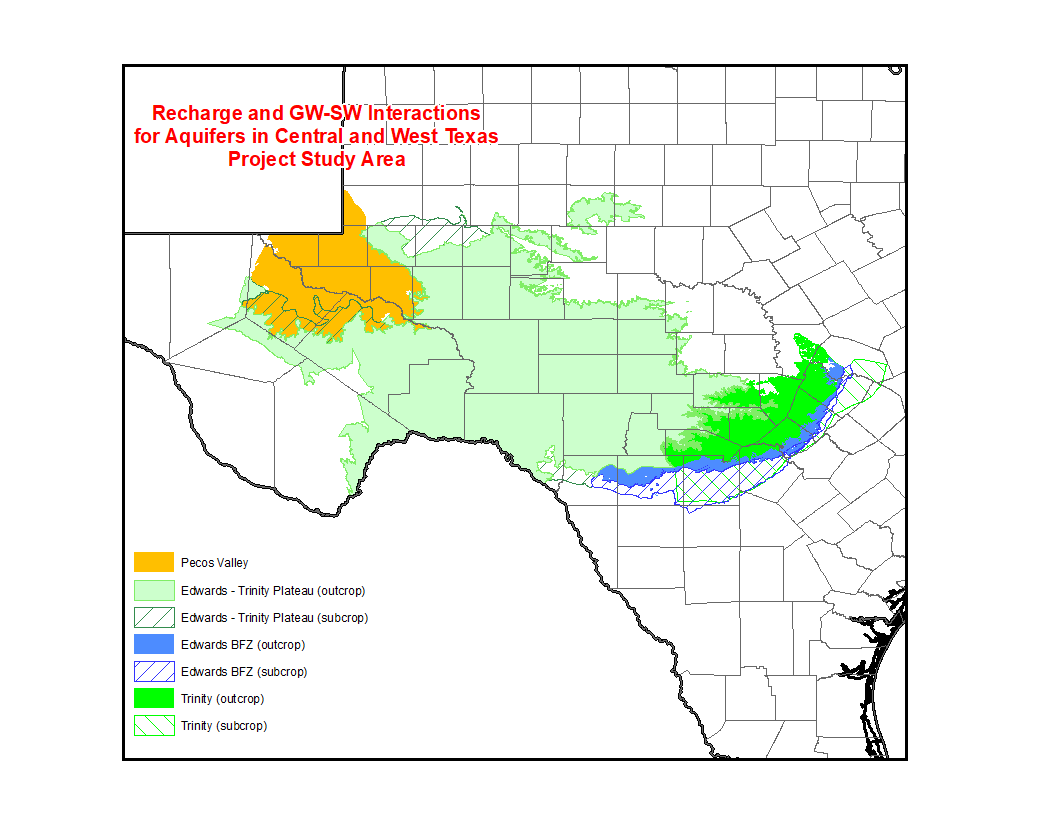 Recharge and GW-SW Interactions
for Aquifers in Central and West Texas
Project Study Area
Pecos Valley
Edwards - Trinity Plateau (outcrop)
Edwards - Trinity Plateau (subcrop)
Edwards BFZ (outcrop)
Edwards BFZ (subcrop)
Trinity (outcrop)
Trinity (subcrop)